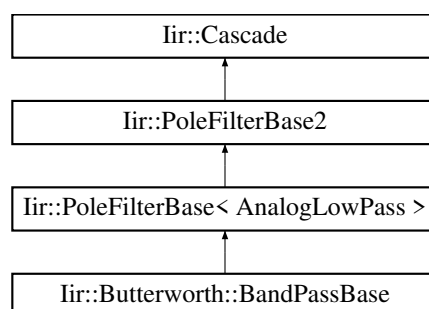 Iir::Cascade
Iir::PoleFilterBase2
Iir::PoleFilterBase< AnalogLowPass >
Iir::Butterworth::BandPassBase